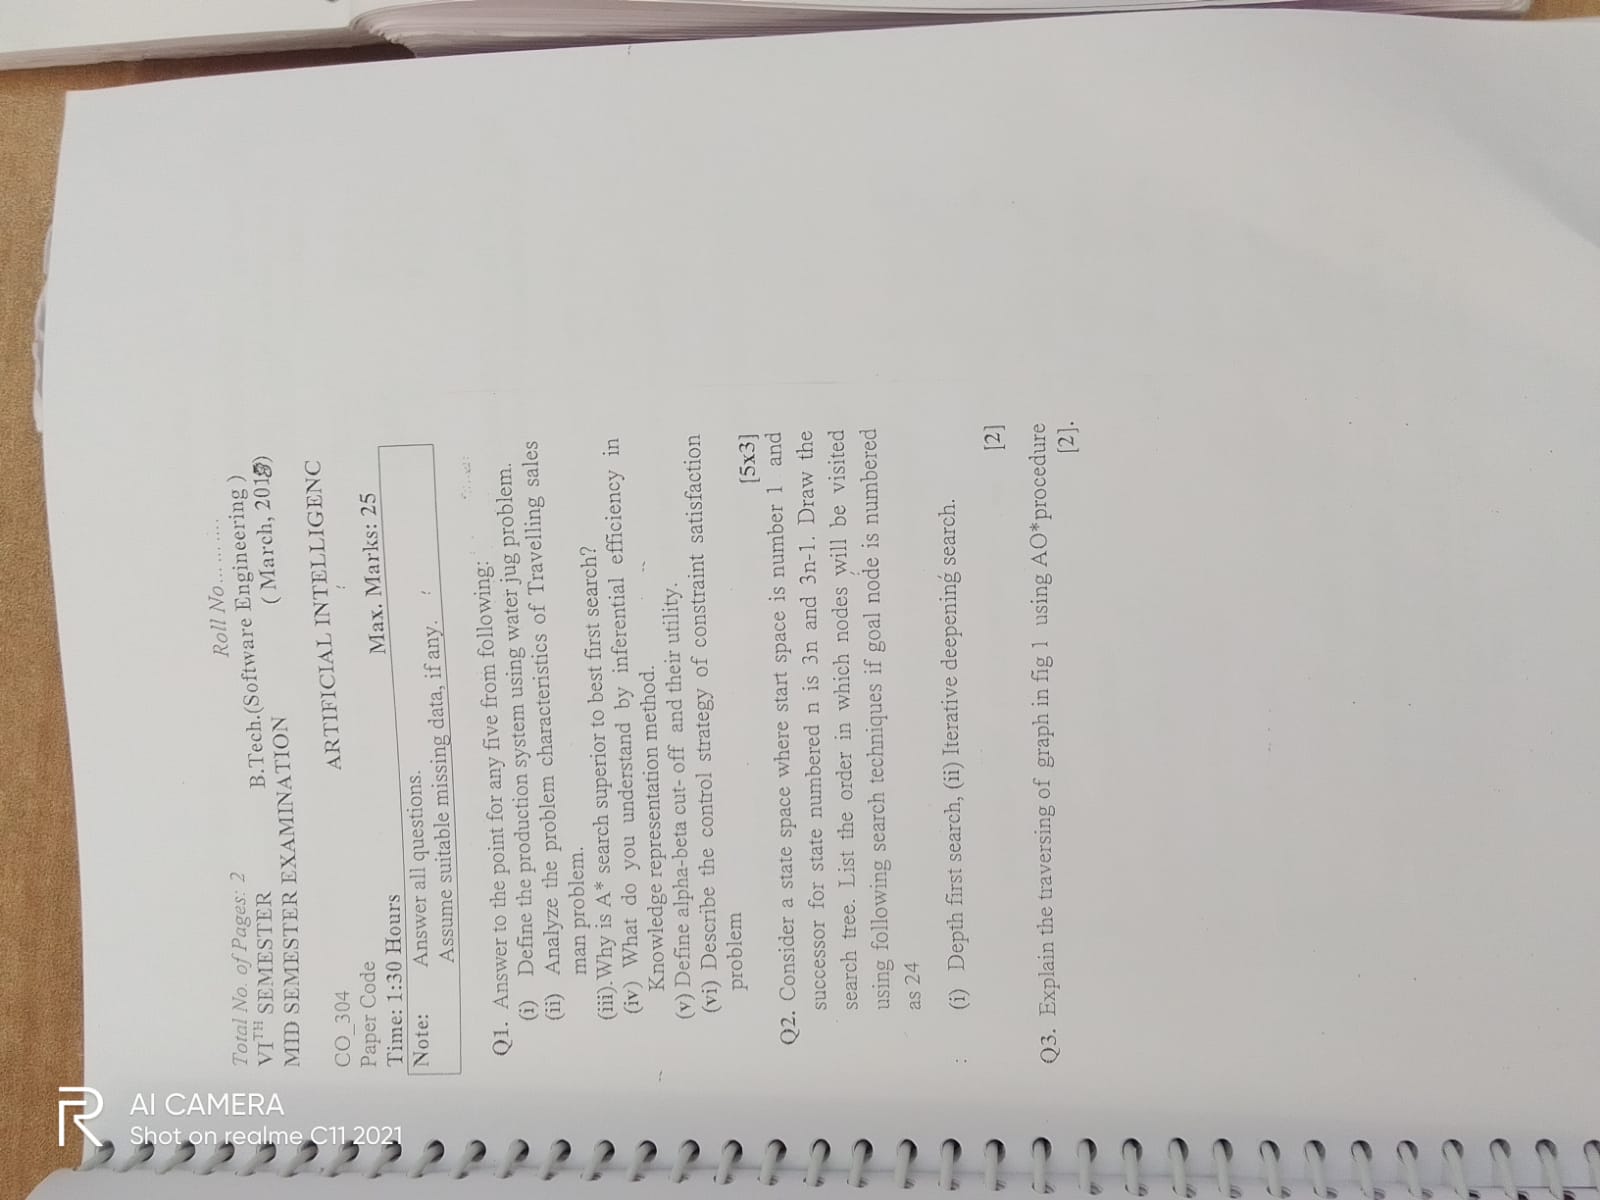 AI CAMERA
Shot on realme C11 2021
Roll No..........
Total No. of Pages: 2
VITH SEMESTER B.Tech.(Software Engineering )
MID SEMESTER EXAMINATION ( March, 2018)
CO_304 ARTIFICIAL INTELLIGENC
Paper Code
Time: 1:30 Hours Max. Marks: 25
Note: Answer all questions.
Assume suitable missing data, if any.
Q1. Answer to the point for any five from following:
(i) Define the production system using water jug problem.
(ii) Analyze the problem characteristics of Travelling sales
man problem.
(iii).Why is A* search superior to best first search?
(iv) What do you understand by inferential efficiency in
Knowledge representation method.
(v) Define alpha-beta cut- off and their utility.
(vi) Describe the control strategy of constraint satisfaction
problem
[5x3]
Q2. Consider a state space where start space is number 1 and
successor for state numbered n is 3n and 3n-1. Draw the
search tree. List the order in which nodes will be visited
using following search techniques if goal node is numbered
as 24
: (i) Depth first search, (ii) Iterative deepening search.
[2]
Q3. Explain the traversing of graph in fig 1 using AO*procedure
[2].